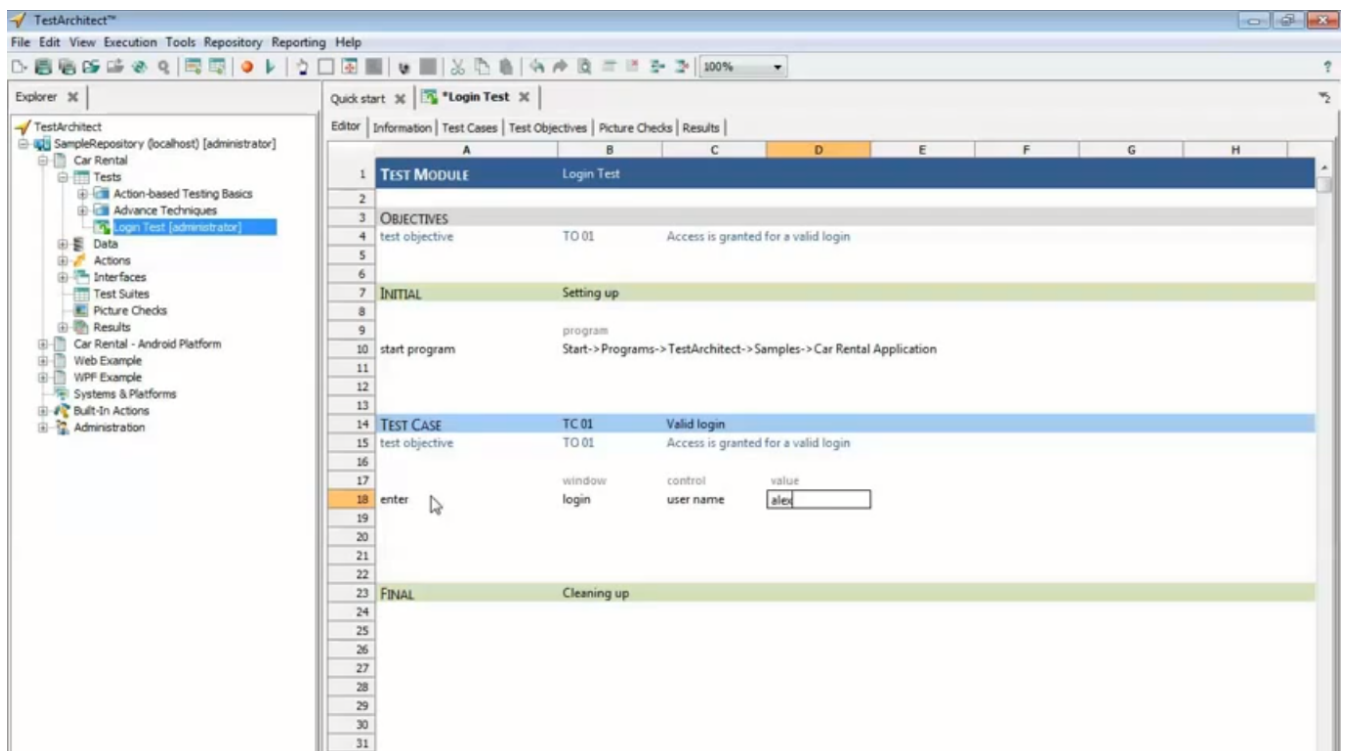 TestArchitect™
File Edit View Execution Tools Repository Reporting Help
100%
?
Explorer
Quick start *Login Test
TestArchitect
SampleRepository (localhost) [administrator]
Car Rental
Tests
Action-based Testing Basics
Advance Techniques
Login Test [administrator]
Data
Actions
Interfaces
Test Suites
Picture Checks
Results
Car Rental - Android Platform
Web Example
WPF Example
Systems & Platforms
Built-In Actions
Administration
Editor Information Test Cases Test Objectives Picture Checks Results
A B C D E F G H
1 TEST MODULE Login Test
2
3 OBJECTIVES
4 test objective TO 01 Access is granted for a valid login
5
6
7 INITIAL Setting up
8
9 program
10 start program Start->Programs->TestArchitect->Samples->Car Rental Application
11
12
13
14 TEST CASE TC 01 Valid login
15 test objective TO 01 Access is granted for a valid login
16
17 window control value
18 enter login user name alex
19
20
21
22
23 FINAL Cleaning up
24
25
26
27
28
29
30
31